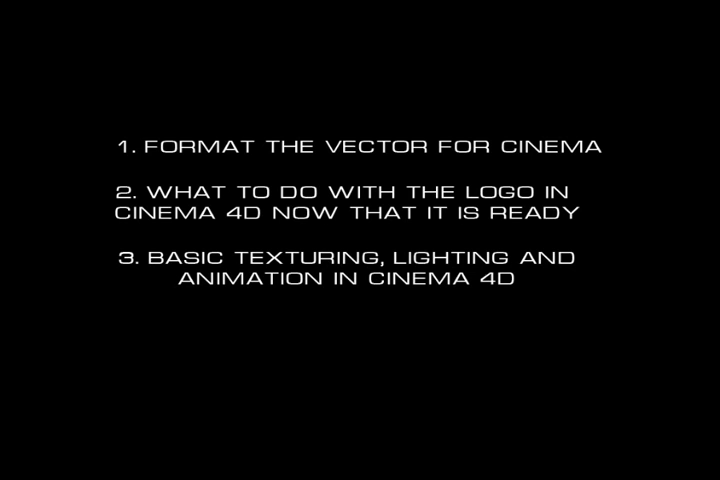 1. FORMAT THE VECTOR FOR CINEMA
2. WHAT TO DO WITH THE LOGO IN
CINEMA 4D NOW THAT IT IS READY
3. BASIC TEXTURING, LIGHTING AND
ANIMATION IN CINEMA 4D